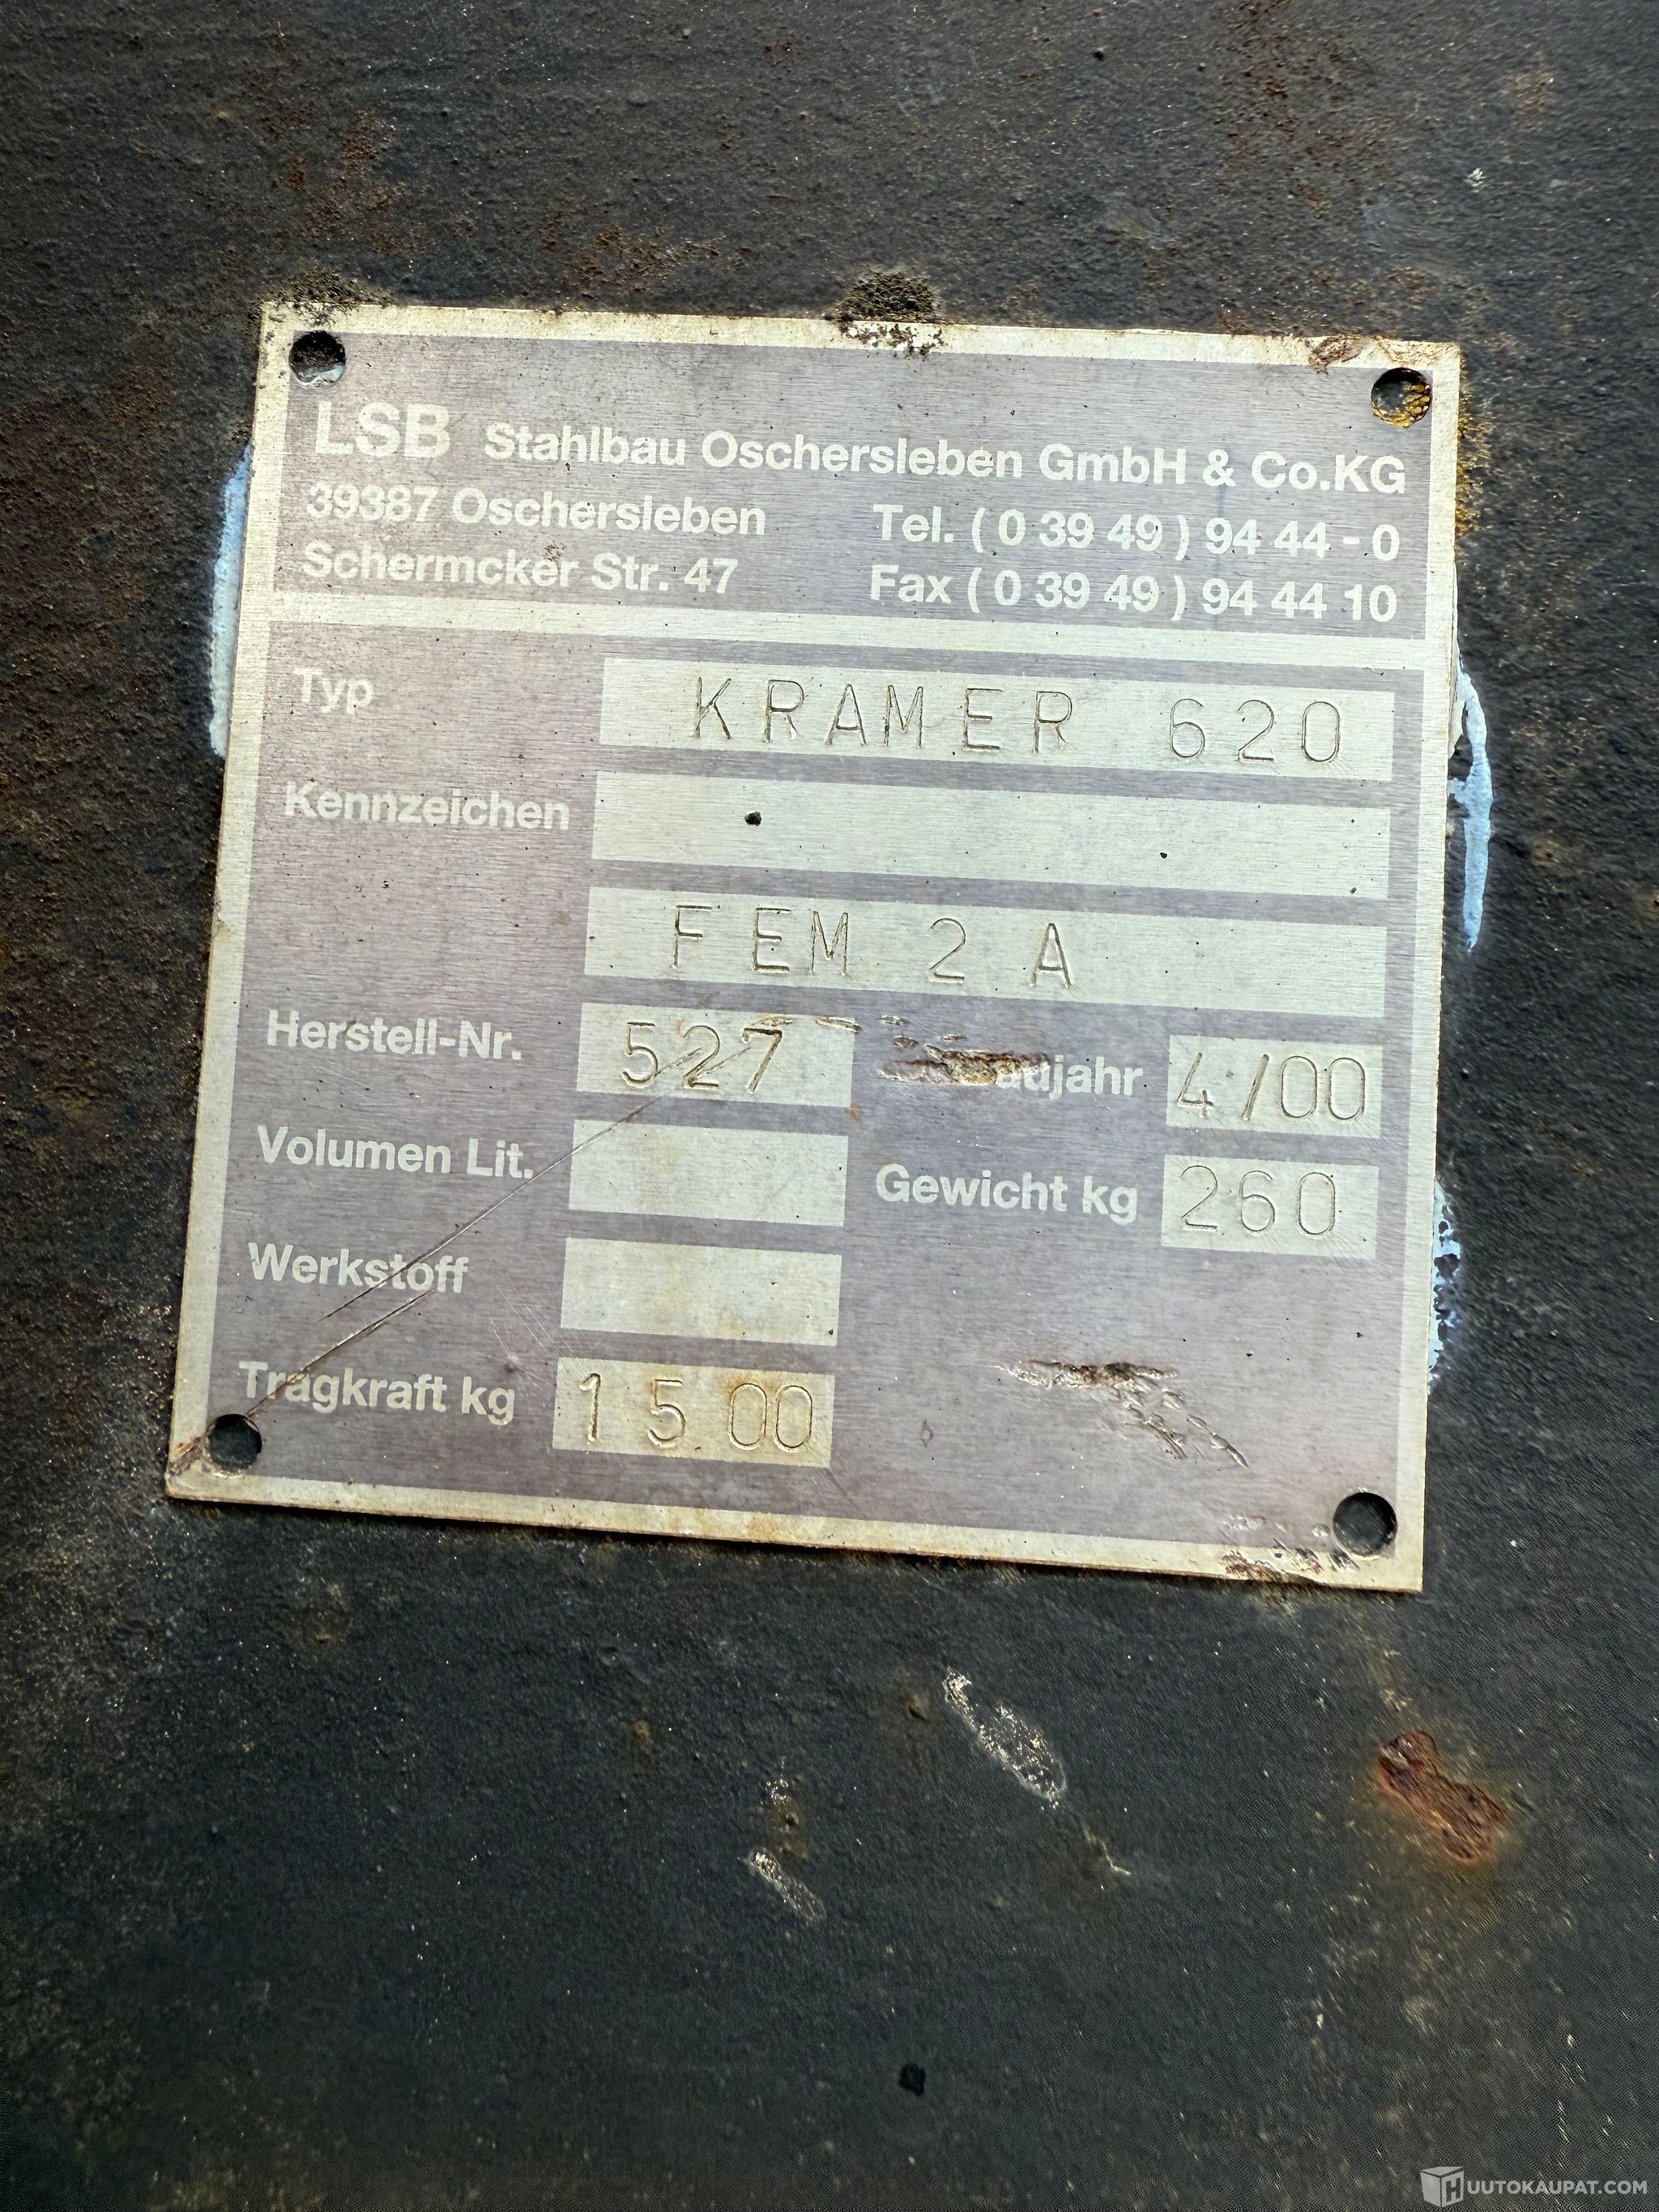 LSB Stahlbau Oschersleben GmbH & Co.KG
39387 Oschersleben Tel. ( 0 39 49 ) 94 44 - 0
Schermcker Str. 47 Fax ( 0 39 49 ) 94 44 10
Typ KRAMER 620
Kennzeichen
FEM 2 A
Herstell-Nr. 527 aujahr 4/00
Volumen Lit. Gewicht kg 260
Werkstoff
Tragkraft kg 1500
HUUTOKAUPAT.COM